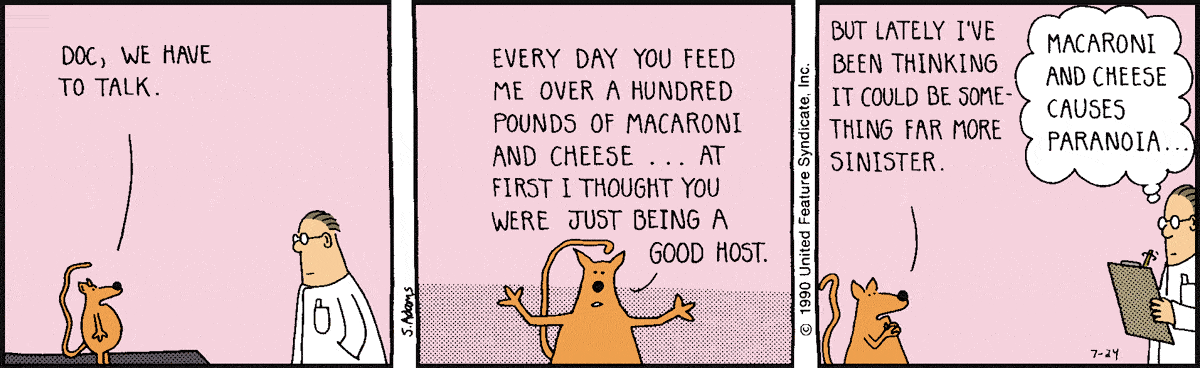 DOC, WE HAVE
TO TALK.
S.Adams
EVERY DAY YOU FEED
ME OVER A HUNDRED
POUNDS OF MACARONI
AND CHEESE ... AT
FIRST I THOUGHT YOU
WERE JUST BEING A
GOOD HOST.
© 1990 United Feature Syndicate, Inc.
BUT LATELY I'VE
BEEN THINKING
IT COULD BE SOME-
THING FAR MORE
SINISTER.
MACARONI
AND CHEESE
CAUSES
PARANOIA...
7-24